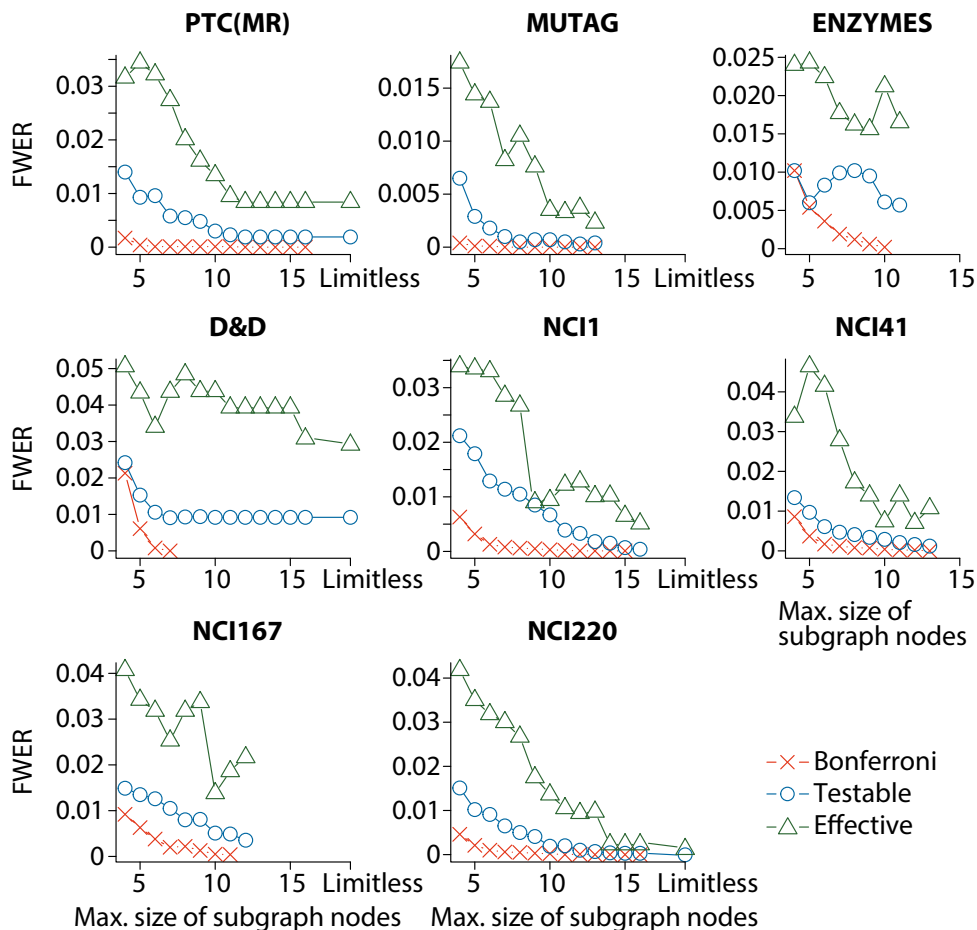 PTC(MR) MUTAG ENZYMES
FWER
0.03
0.02
0.01
0
5 10 Limitless
0.015
0.010
0.005
0
5 10 15 Limitless
0.025
0.020
0.015
0.010
0.005
0
5 10 15
D&D NCI1 NCI41
FWER
0.05
0.04
0.03
0.02
0.01
0
5 10 15 Limitless
0.03
0.02
0.01
0
5 10 15
0.04
0.03
0.02
0.01
0
5 10 15
Max. size of
subgraph nodes
NCI167 NCI220
FWER
0.04
0.03
0.02
0.01
0
5 10 15 Limitless
Max. size of subgraph nodes
0.04
0.03
0.02
0.01
0
5 10 15 Limitless
Max. size of subgraph nodes
Bonferroni
Testable
Effective